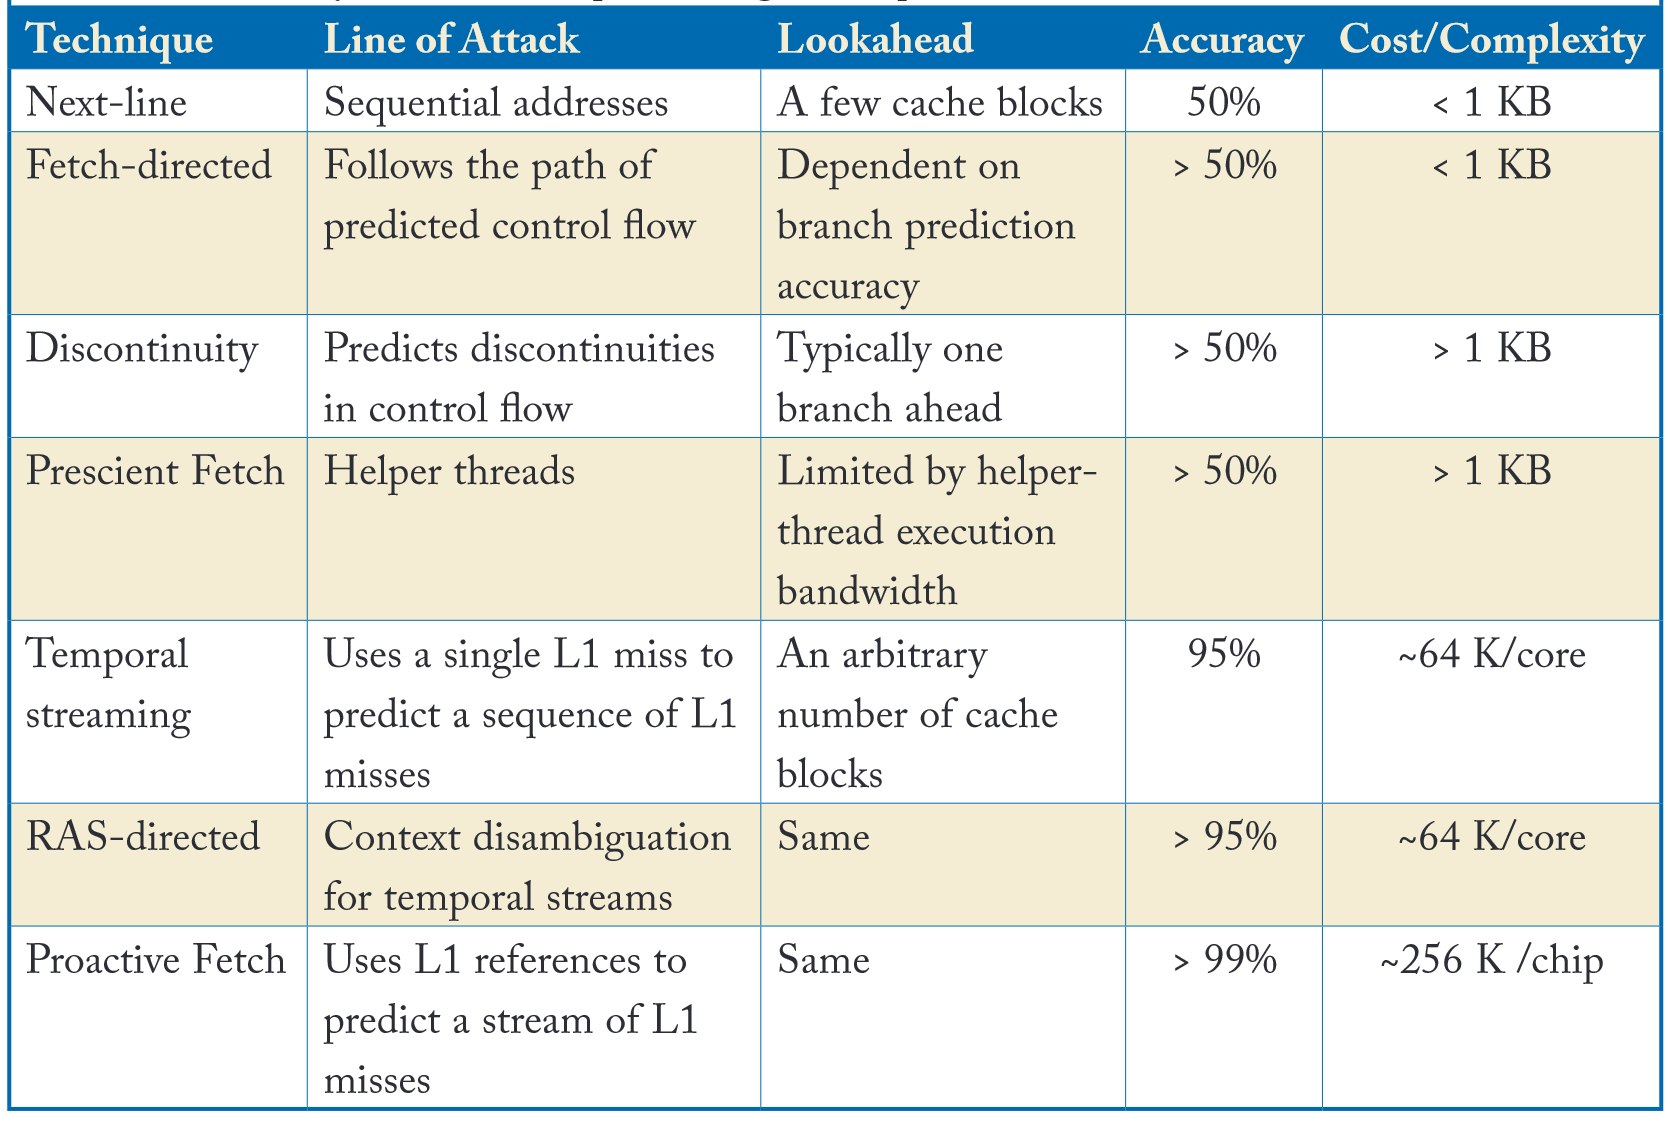 Technique Line of Attack Lookahead Accuracy Cost/Complexity
Next-line Sequential addresses A few cache blocks 50% < 1 KB
Fetch-directed Follows the path of Dependent on > 50% < 1 KB
predicted control flow branch prediction
accuracy
Discontinuity Predicts discontinuities Typically one > 50% > 1 KB
in control flow branch ahead
Prescient Fetch Helper threads Limited by helper- > 50% > 1 KB
thread execution
bandwidth
Temporal Uses a single L1 miss to An arbitrary 95% ~64 K/core
streaming predict a sequence of L1 number of cache
misses blocks
RAS-directed Context disambiguation Same > 95% ~64 K/core
for temporal streams
Proactive Fetch Uses L1 references to Same > 99% ~256 K /chip
predict a stream of L1
misses